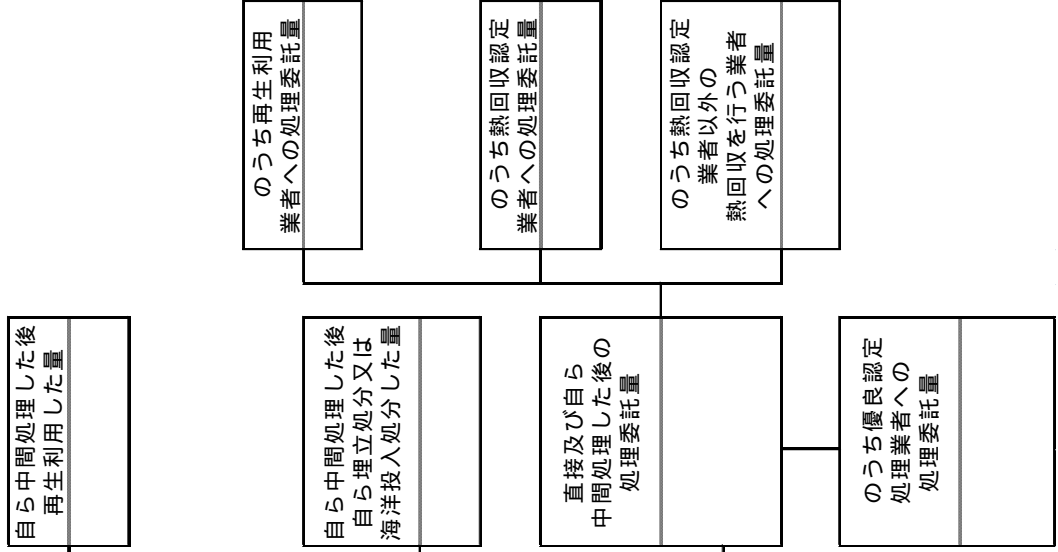 のうち再生利用
業者への処理委託量
のうち熱回収認定
業者への処理委託量
のうち熱回収認定
業者以外の
熱回収を行う業者
への処理委託量
自ら中間処理した後
再生利用した量
自ら中間処理した後
自ら埋立処分又は
海洋投入処分した量
直接及び自ら
中間処理した後の
処理委託量
のうち優良認定
処理業者への
処理委託量